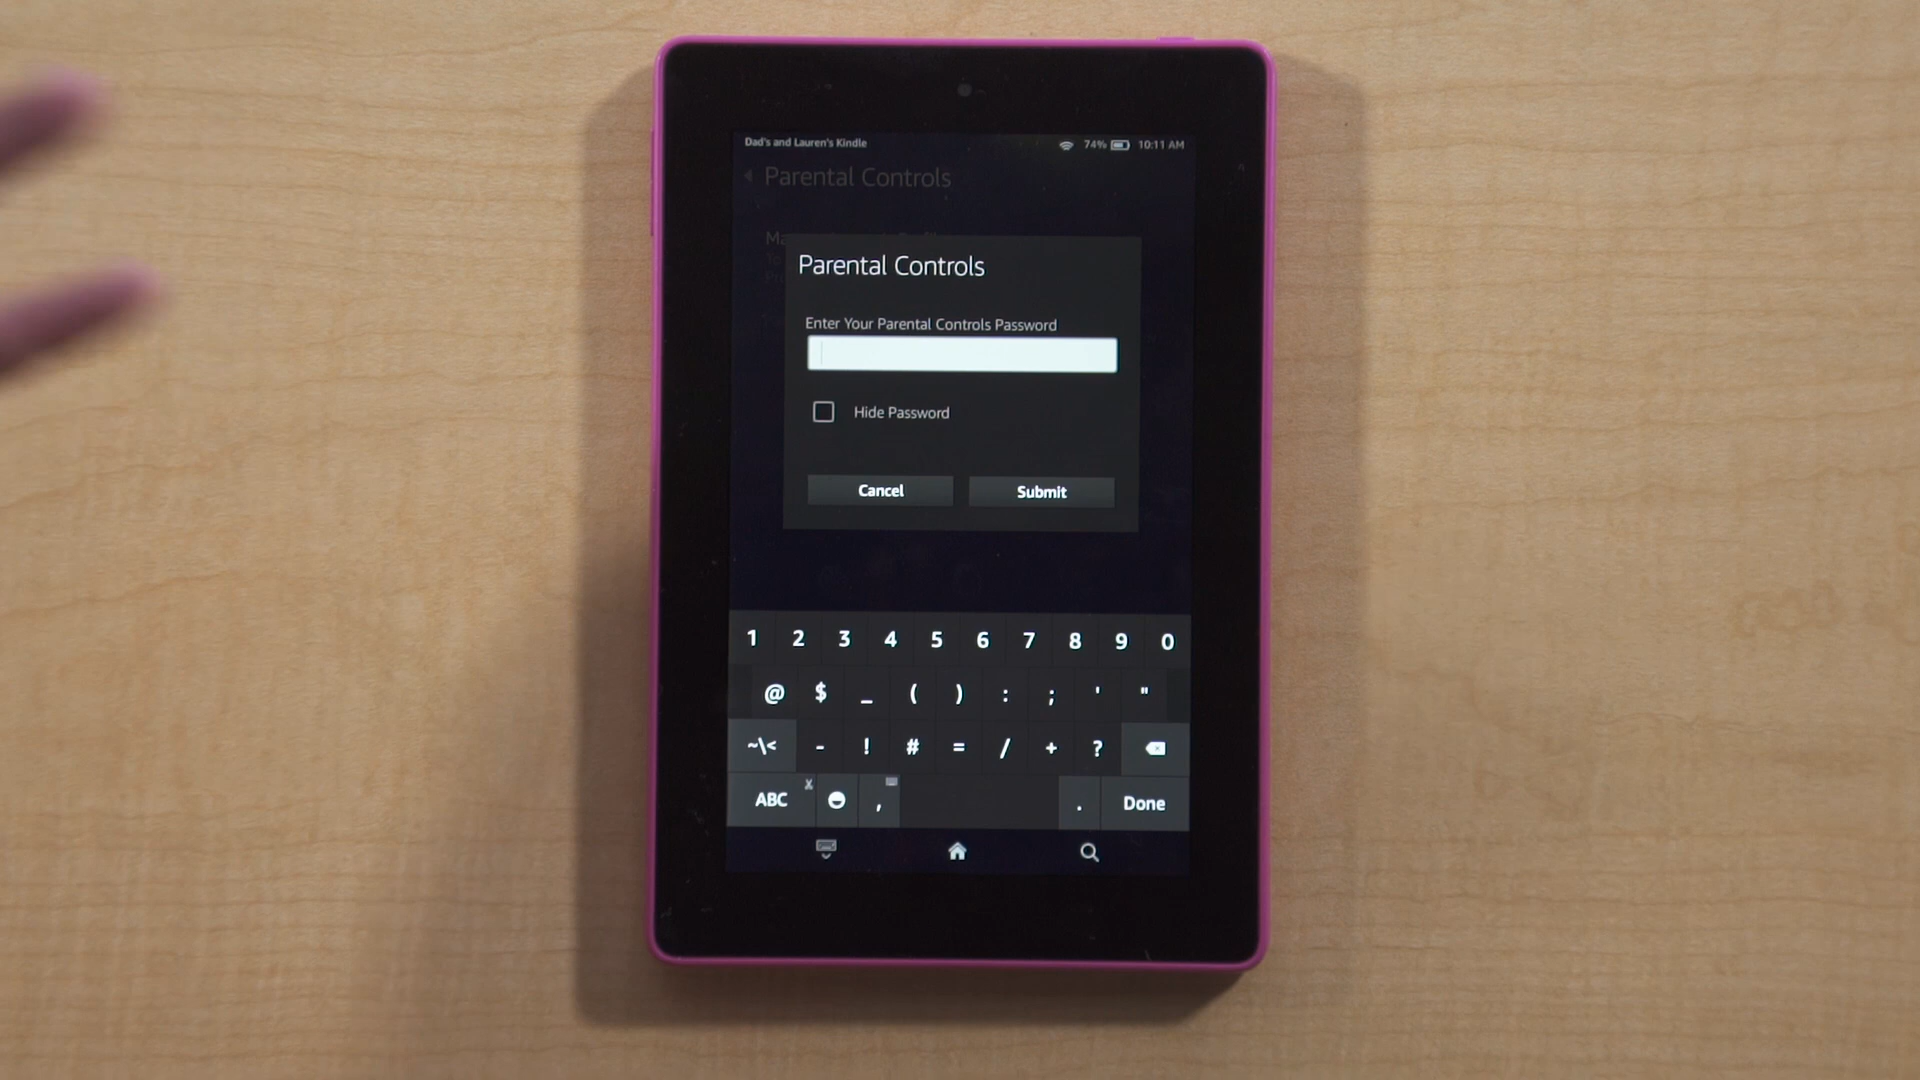 Dad's and Lauren's Kindle 74% 10:11 AM
Parental Controls
Parental Controls
Enter Your Parental Controls Password
Hide Password
Cancel Submit
1 2 3 4 5 6 7 8 9 0
@ $ _ ( ) : ; ' "
~\< - ! # = / + ?
ABC , . Done